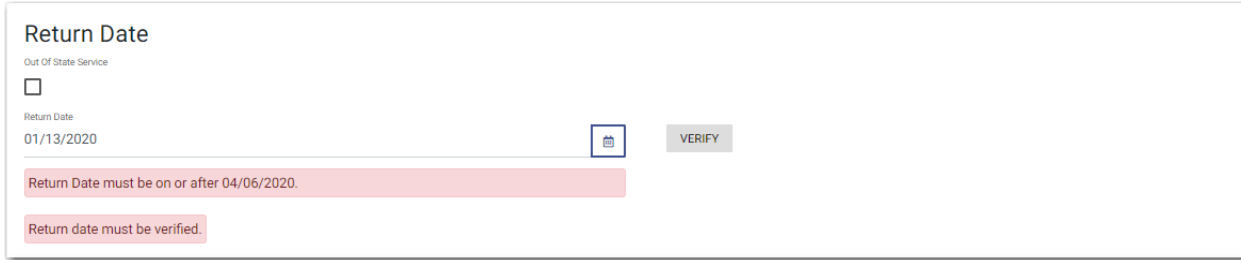 Return Date
Out Of State Service
Return Date
01/13/2020
VERIFY
Return Date must be on or after 04/06/2020.
Return date must be verified.